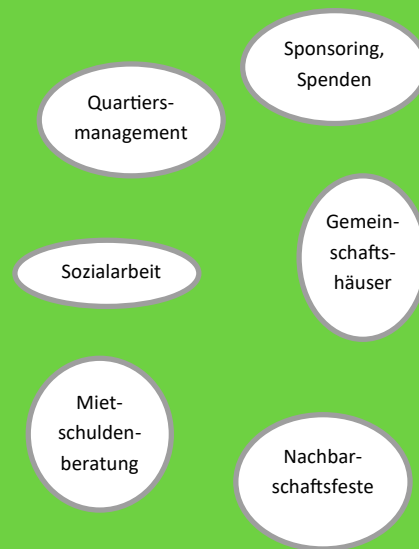 Sponsoring,
Spenden
Quartiers-
management
Gemein-
schafts-
häuser
Sozialarbeit
Miet-
schulden-
beratung
Nachbar-
schaftsfeste